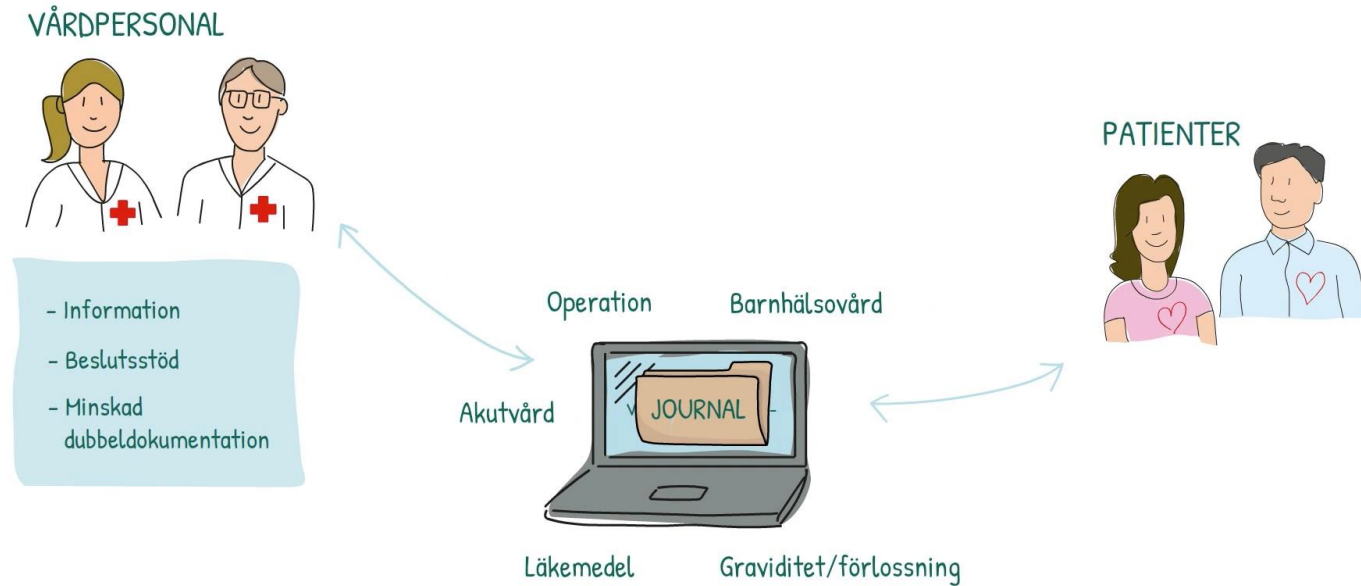 VÅRDPERSONAL
PATIENTER
- Information
- Beslutsstöd
- Minskad
dubbeldokumentation
Operation
Barnhälsovård
Akutvård
JOURNAL
Läkemedel
Graviditet/förlossning